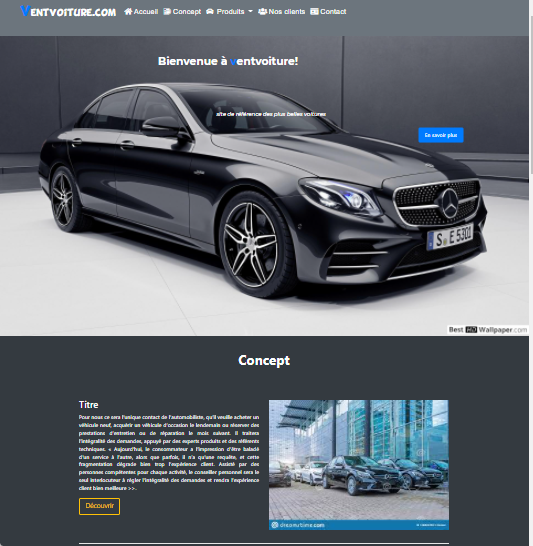 Ventvoiture.com Accueil Concept Produits Nos clients Contact
Bienvenue à Ventvoiture!
site de référence des plus belles voitures
Se savoir plus
S E 5302
Best HD Wallpaper.com
Concept
Titre
Pour nous ce sera l'unique contact de l'automobiliste, qu'il veuille acheter un
véhicule neuf, acquérir un véhicule d'occasion le lendemain ou réserver des
prestations d'entretien ou de réparation le mois suivant. Il traitera
l'intégralité des demandes, appuyé par des experts produits et des référents
techniques. « Aujourd'hui, le consommateur a l'impression d'être baladé
d'un service à l'autre, alors que parfois, il n'a qu'une requête, et cette
fragmentation dégrade bien trop l'expérience client. Assisté par des
personnes compétentes pour chaque activité, le conseiller personnel sera le
seul interlocuteur à régler l'intégralité des demandes et rendra l'expérience
client bien meilleure >>.
Découvrir
dreamstime.com